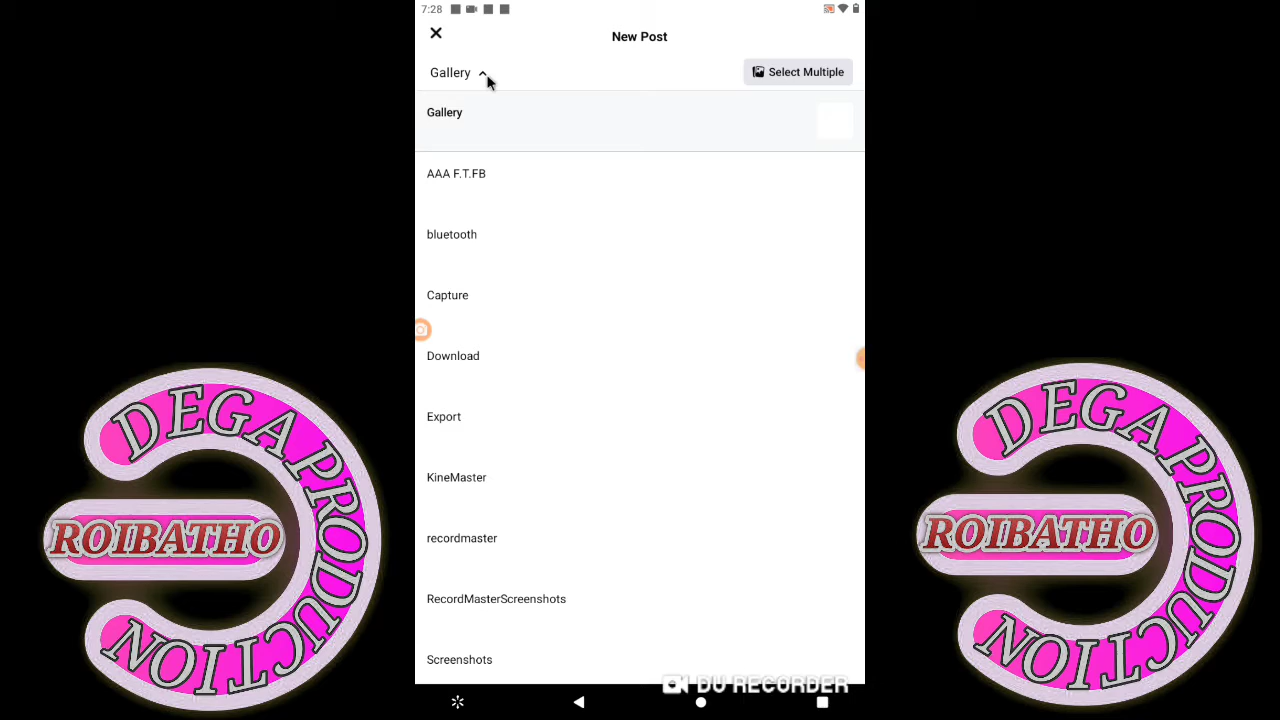 7:28
New Post
Gallery
Select Multiple
Gallery
AAA F.T.FB
bluetooth
Capture
Download
Export
KineMaster
recordmaster
RecordMasterScreenshots
Screenshots
DU RECORDER
DEGA PRODUCTION
ROIBATHO
DEGA PRODUCTION
ROIBATHO